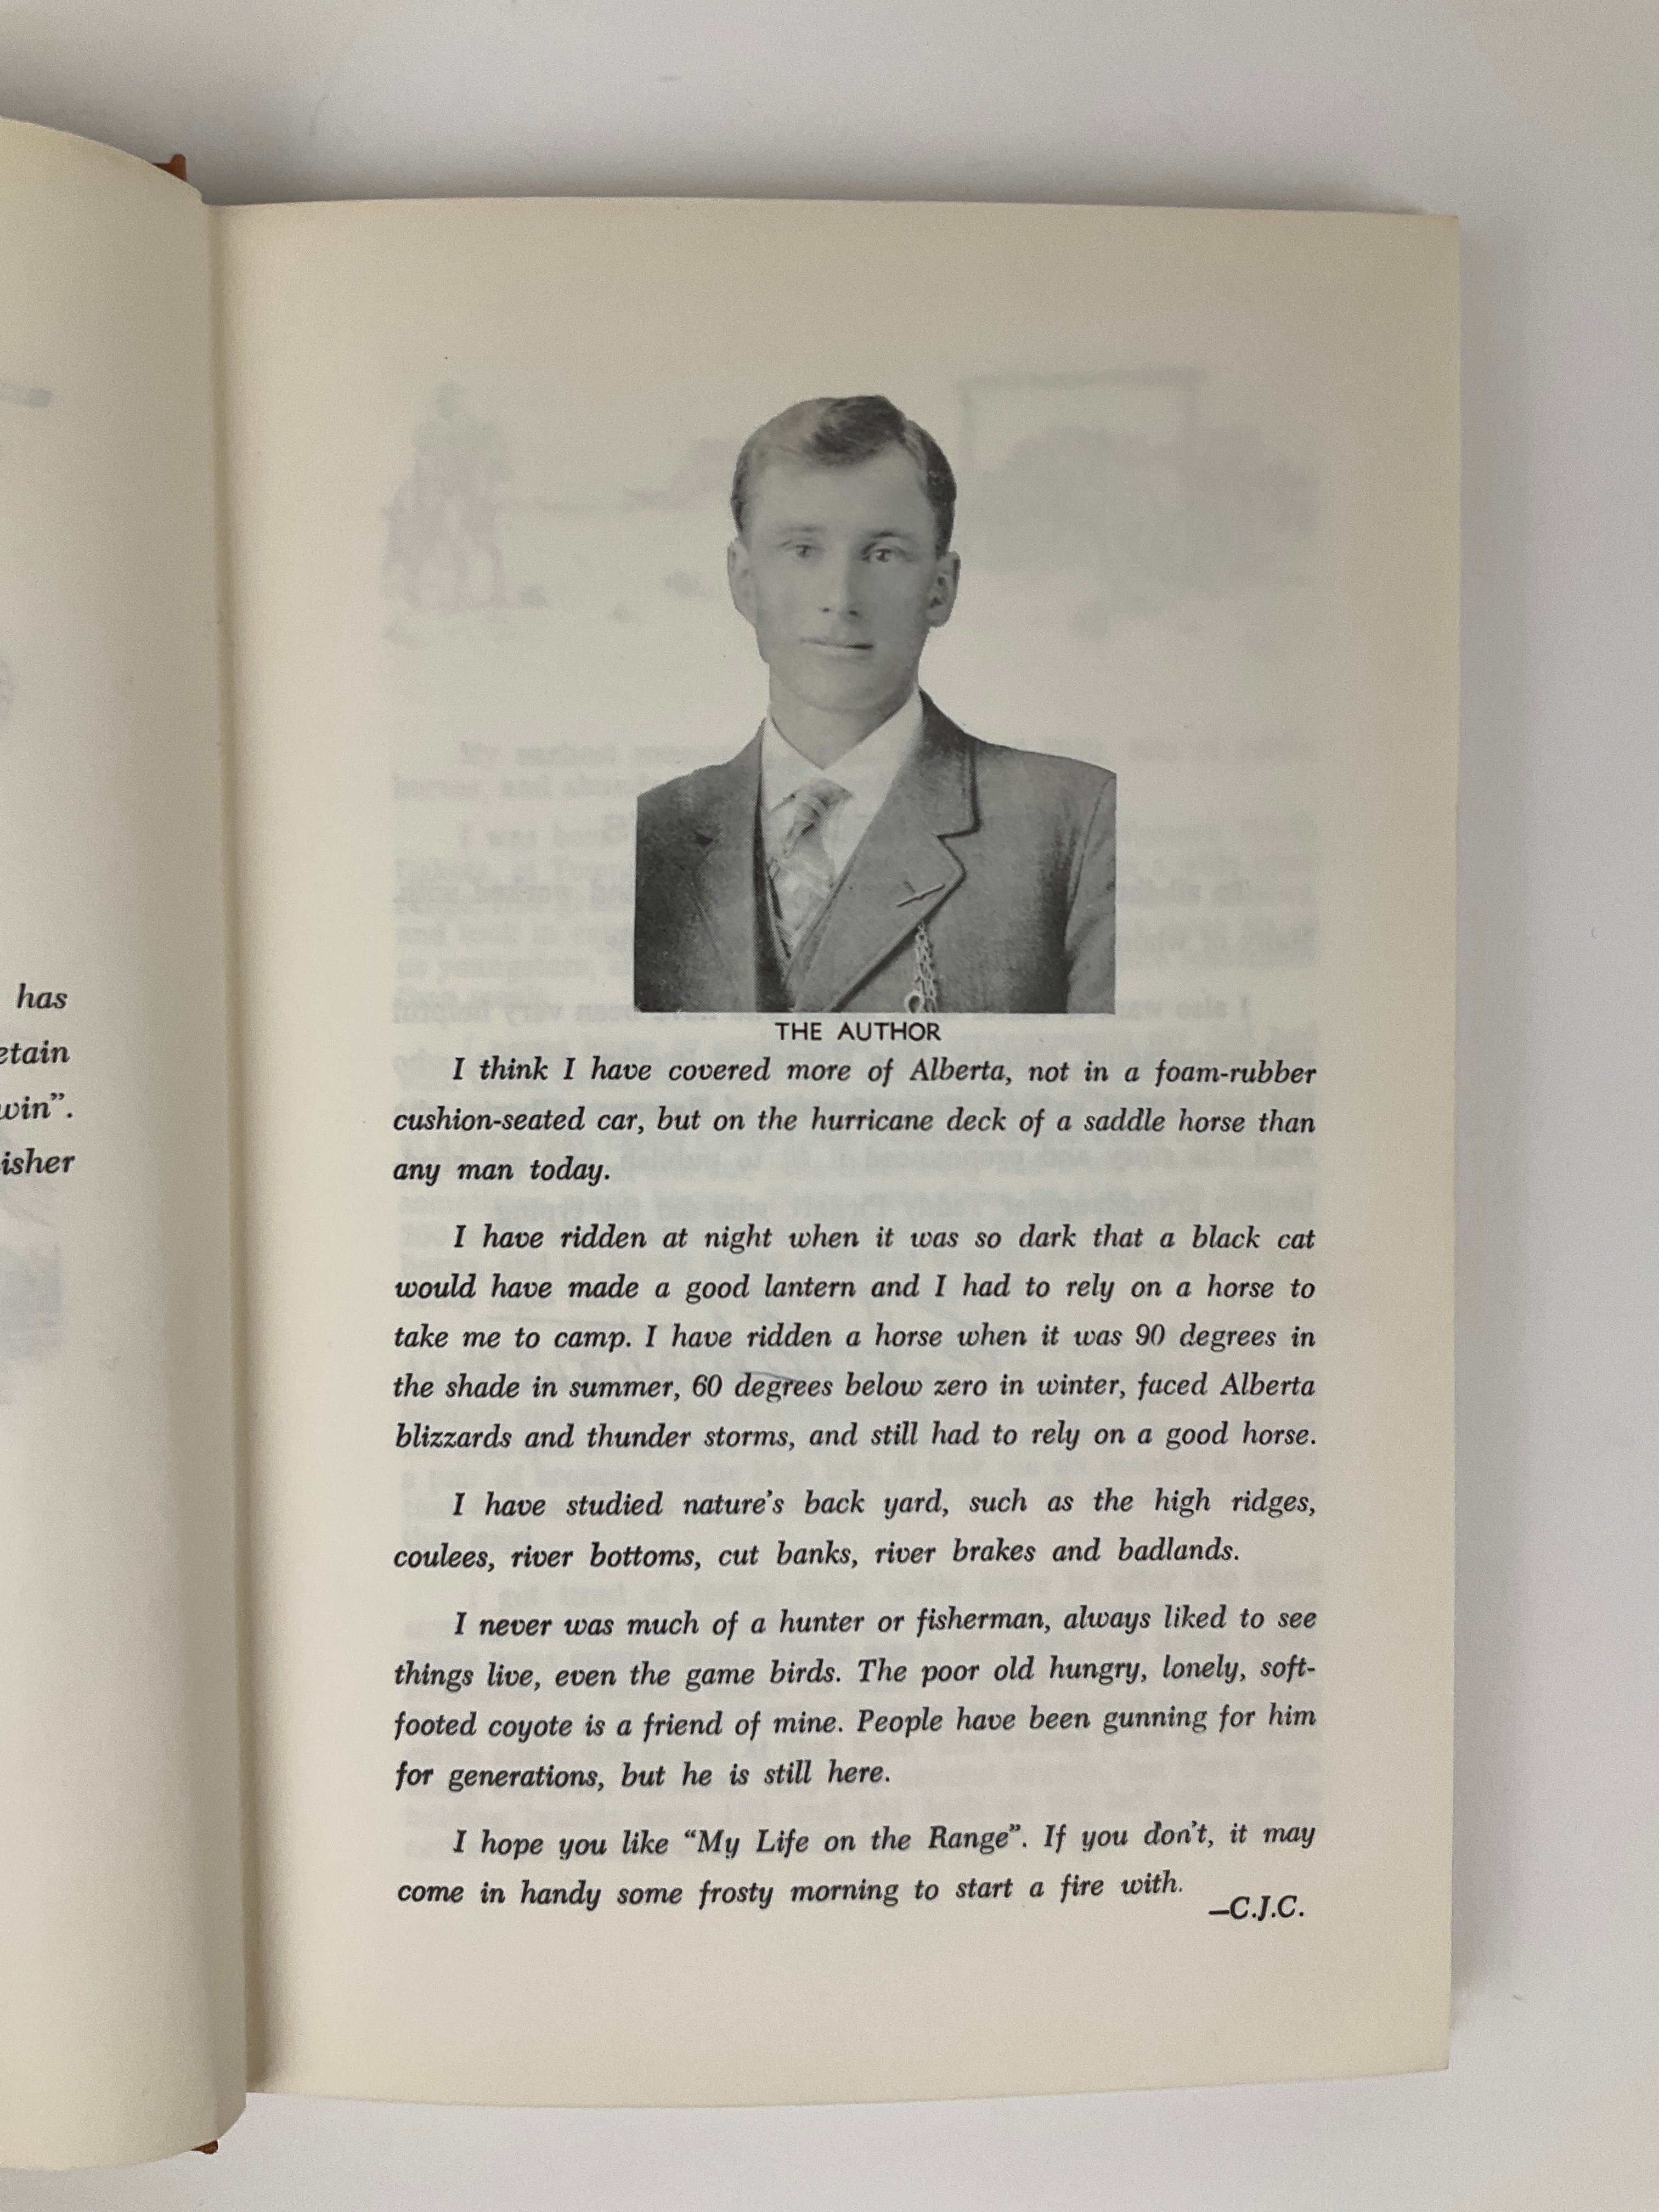 has
etain
win”.
isher
THE AUTHOR
I think I have covered more of Alberta, not in a foam-rubber
cushion-seated car, but on the hurricane deck of a saddle horse than
any man today.
I have ridden at night when it was so dark that a black cat
would have made a good lantern and I had to rely on a horse to
take me to camp. I have ridden a horse when it was 90 degrees in
the shade in summer, 60 degrees below zero in winter, faced Alberta
blizzards and thunder storms, and still had to rely on a good horse.
I have studied nature’s back yard, such as the high ridges,
coulees, river bottoms, cut banks, river brakes and badlands.
I never was much of a hunter or fisherman, always liked to see
things live, even the game birds. The poor old hungry, lonely, soft-
footed coyote is a friend of mine. People have been gunning for him
for generations, but he is still here.
I hope you like “My Life on the Range”. If you don’t, it may
come in handy some frosty morning to start a fire with.
—C.J.C.